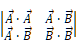 |A⃗ · A⃗  A⃗ · B⃗|
|A⃗ · B⃗  B⃗ · B⃗|